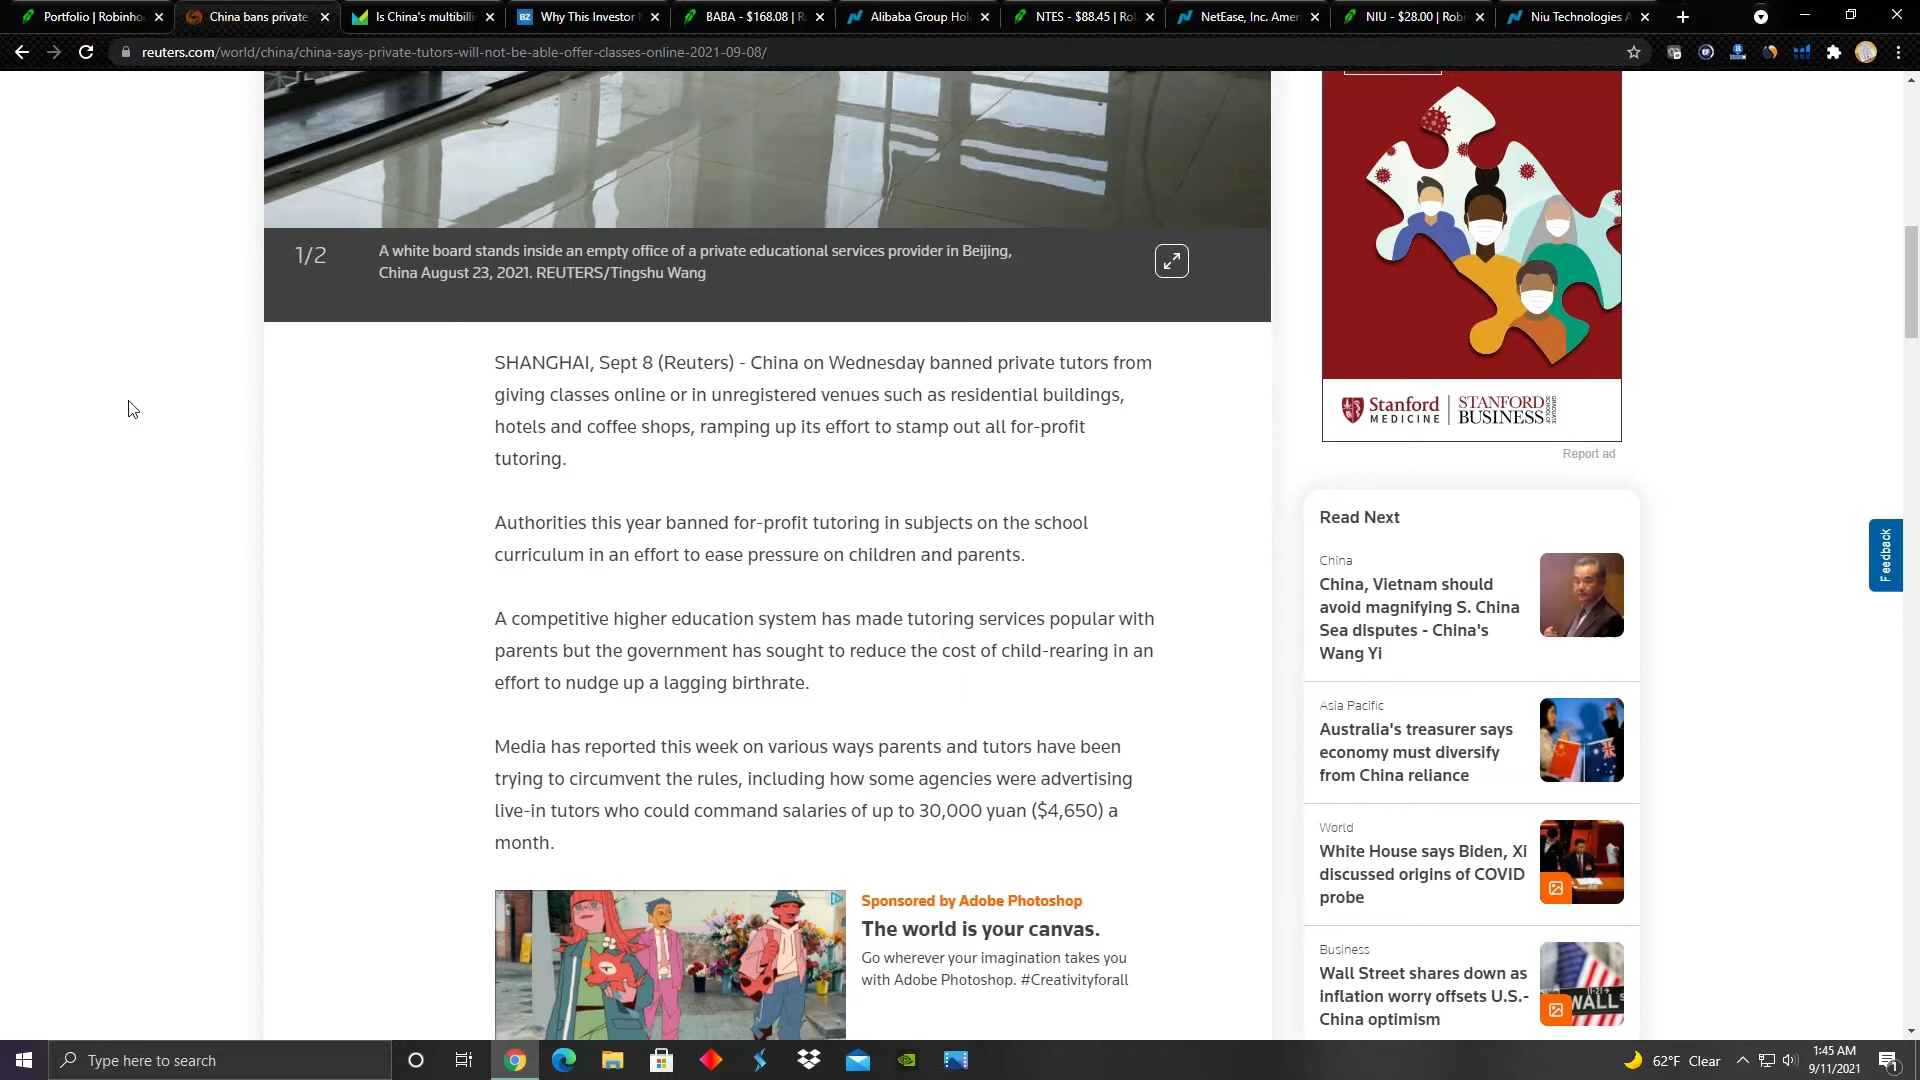 Portfolio | Robinho
China bans private
Is China's multibilli
BZ
Why This Investor
BABA - $168.08 | R
Alibaba Group Hol
NTES - $88.45 | Rob
NetEase, Inc. Amer
NIU - $28.00 | Robi
Niu Technologies A
reuters.com/world/china/china-says-private-tutors-will-not-be-able-offer-classes-online-2021-09-08/
1/2
A white board stands inside an empty office of a private educational services provider in Beijing,
China August 23, 2021. REUTERS/Tingshu Wang
SHANGHAI, Sept 8 (Reuters) - China on Wednesday banned private tutors from
giving classes online or in unregistered venues such as residential buildings,
hotels and coffee shops, ramping up its effort to stamp out all for-profit
tutoring.
Authorities this year banned for-profit tutoring in subjects on the school
curriculum in an effort to ease pressure on children and parents.
A competitive higher education system has made tutoring services popular with
parents but the government has sought to reduce the cost of child-rearing in an
effort to nudge up a lagging birthrate.
Media has reported this week on various ways parents and tutors have been
trying to circumvent the rules, including how some agencies were advertising
live-in tutors who could command salaries of up to 30,000 yuan ($4,650) a
month.
Sponsored by Adobe Photoshop
The world is your canvas.
Go wherever your imagination takes you
with Adobe Photoshop. #Creativityforall
Stanford
MEDICINE
STANFORD
BUSINESS
GRADUATE
SCHOOL OF
Report ad
Read Next
China
China, Vietnam should
avoid magnifying S. China
Sea disputes - China's
Wang Yi
Asia Pacific
Australia's treasurer says
economy must diversify
from China reliance
World
White House says Biden, Xi
discussed origins of COVID
probe
Business
Wall Street shares down as
inflation worry offsets U.S.-
China optimism
WALL
Feedback
Type here to search
62°F Clear
1:45 AM
9/11/2021
1